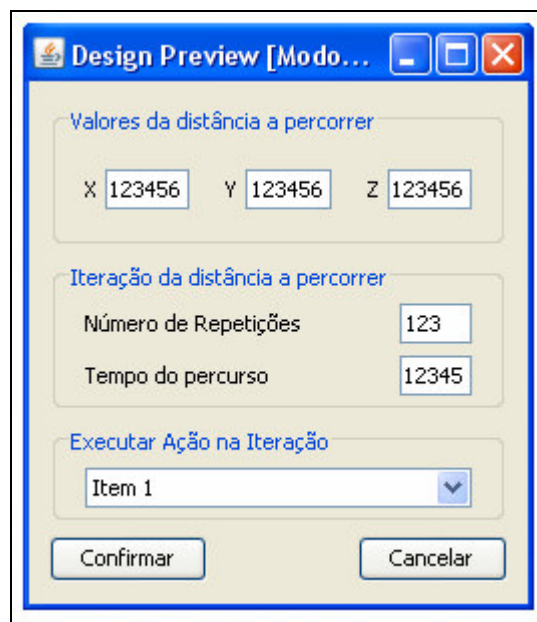 Design Preview [Modo...
Valores da distância a percorrer
X 123456 Y 123456 Z 123456
Iteração da distância a percorrer
Número de Repetições 123
Tempo do percurso 12345
Executar Ação na Iteração
Item 1
Confirmar Cancelar